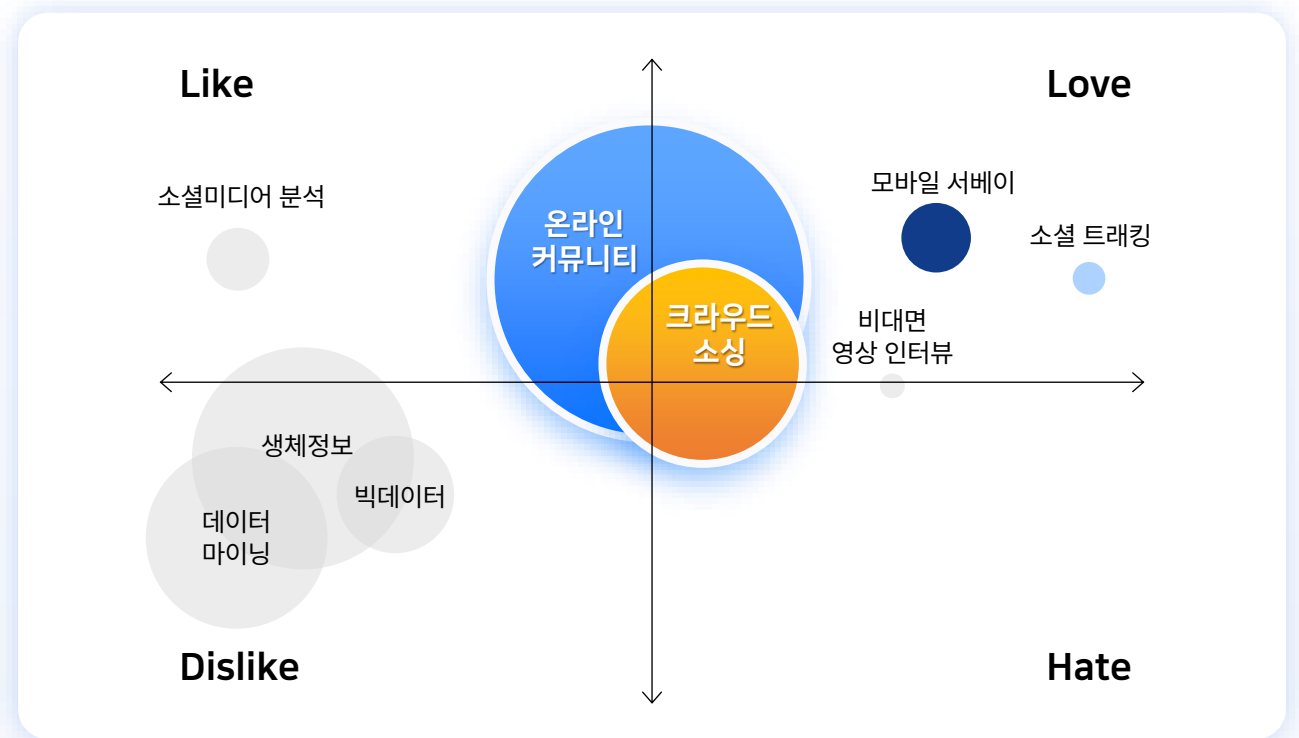 Like
Love
소셜미디어 분석
온라인
커뮤니티
크라우드
소싱
모바일 서베이
소셜 트래킹
비대면
영상 인터뷰
생체정보
빅데이터
데이터
마이닝
Dislike
Hate